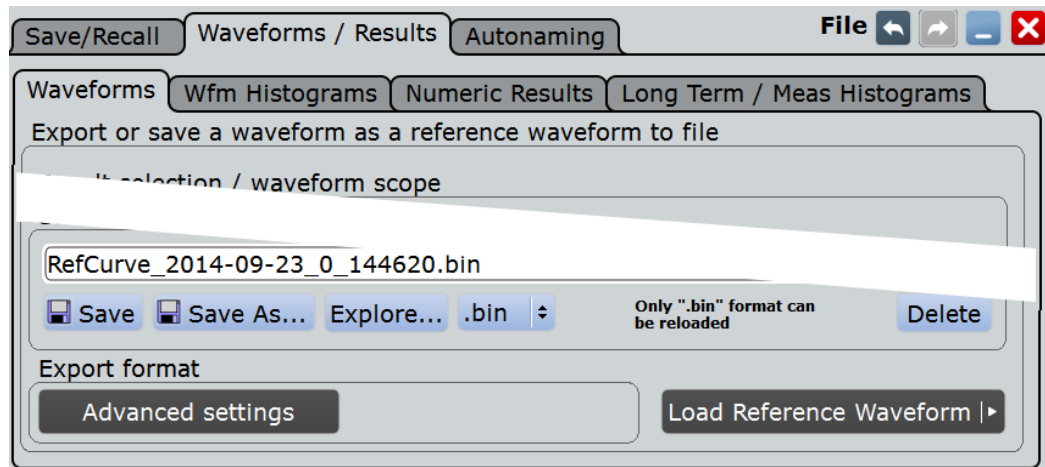 File
Save/Recall Waveforms / Results Autonaming
Waveforms Wfm Histograms Numeric Results Long Term / Meas Histograms
Export or save a waveform as a reference waveform to file
selection / waveform scope
RefCurve_2014-09-23_0_144620.bin
Save Save As... Explore... .bin Only ".bin" format can
be reloaded Delete
Export format
Advanced settings Load Reference Waveform